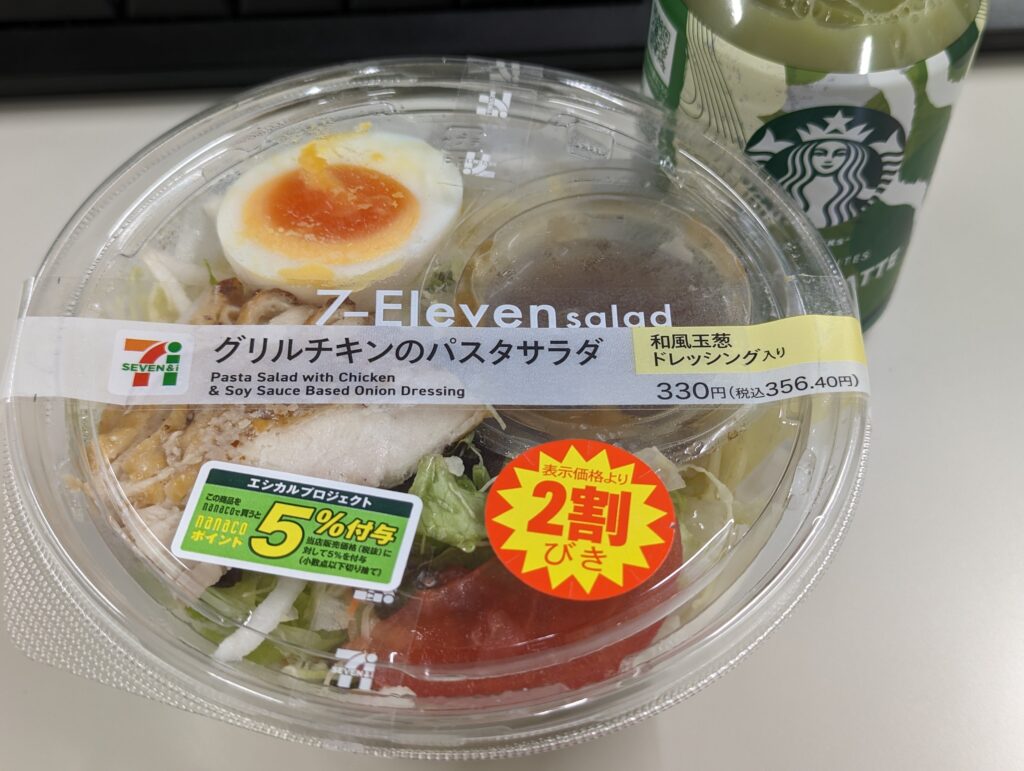 7-Eleven salad
SEVEN&i
グリルチキンのパスタサラダ
Pasta Salad with Chicken
& Soy Sauce Based Onion Dressing
和風玉葱
ドレッシング入り
330円(税込356.40円)
エシカルプロジェクト
この商品を
nanacoで買うと
nanaco
ポイント
5%付与
当店販売価格(税抜)に
対して5%を付与
(小数点以下切り捨て)
表示価格より
2割
びき